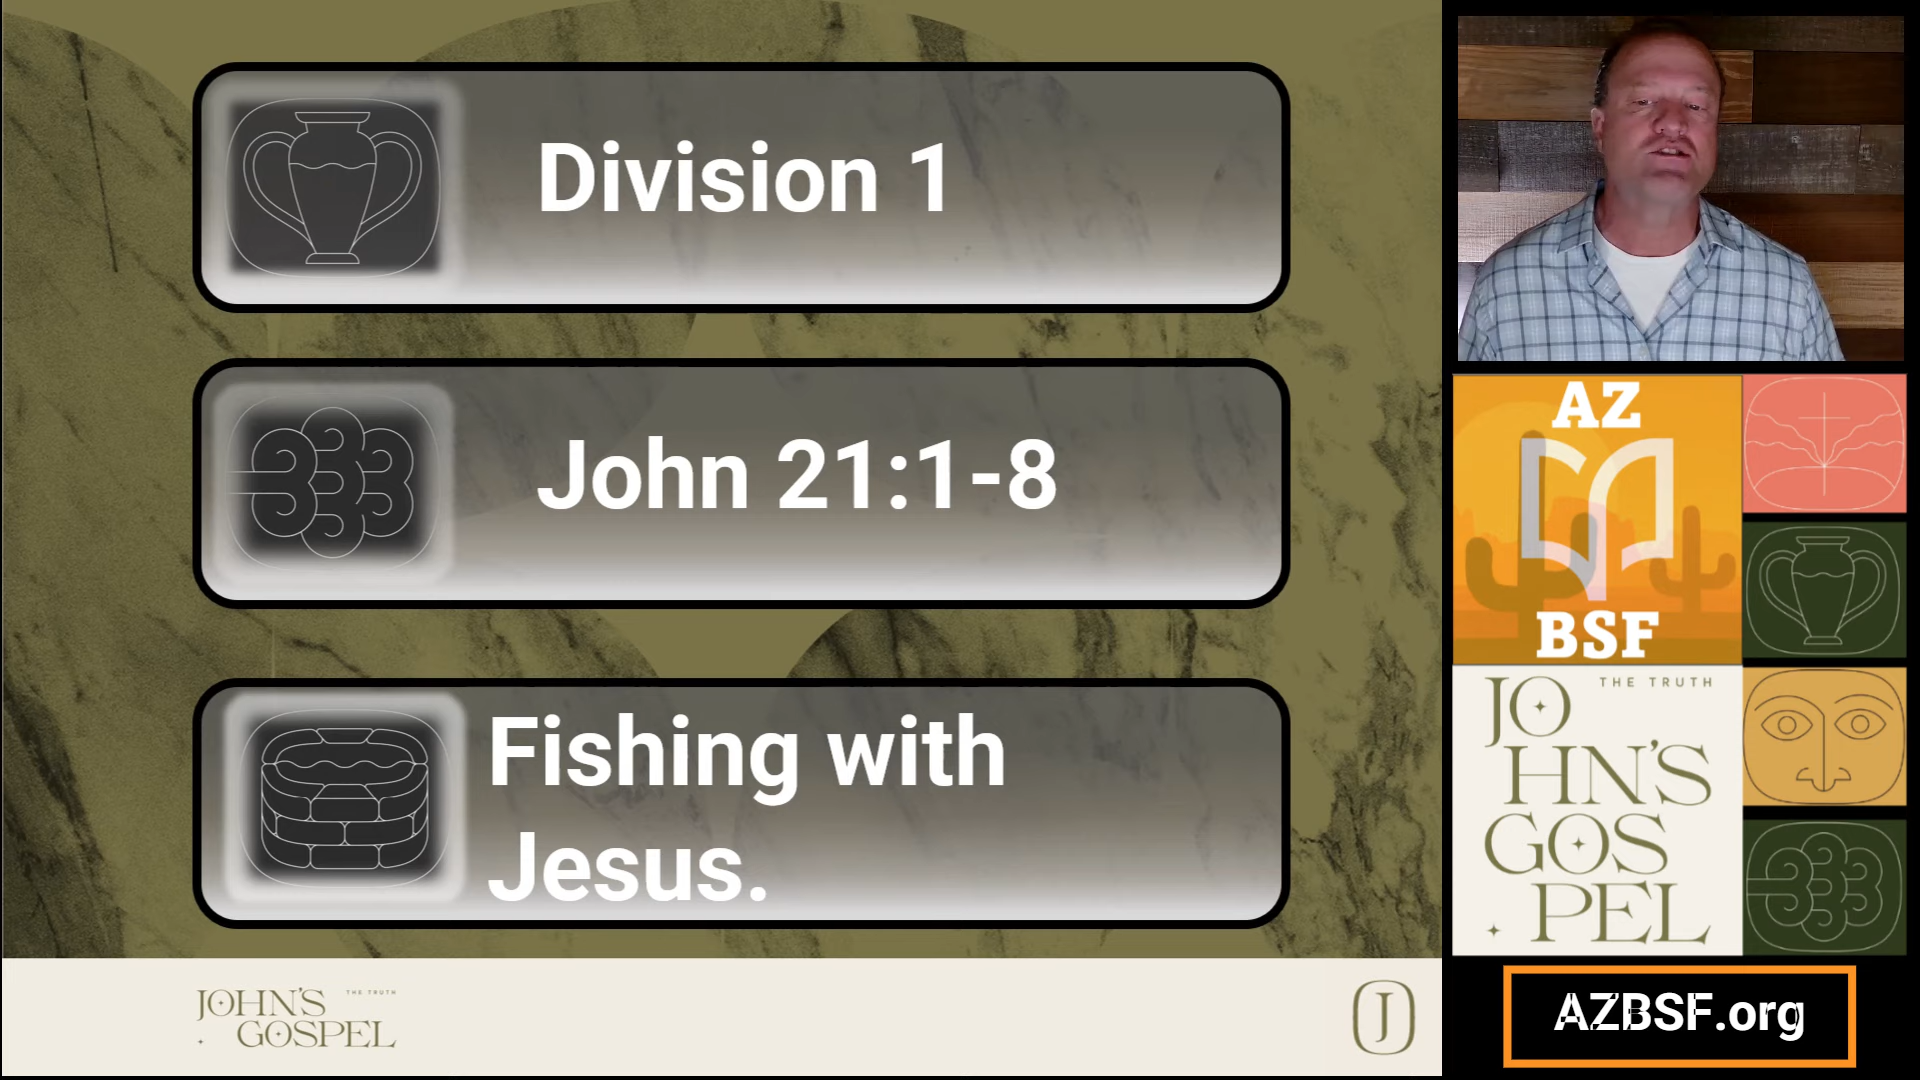 Division 1
John 21:1-8
Fishing with
Jesus.
JOHN'S THE TRUTH
GOSPEL
J
AZ
BSF
THE TRUTH
JO
HN'S
GOS
PEL
AZBSF.org